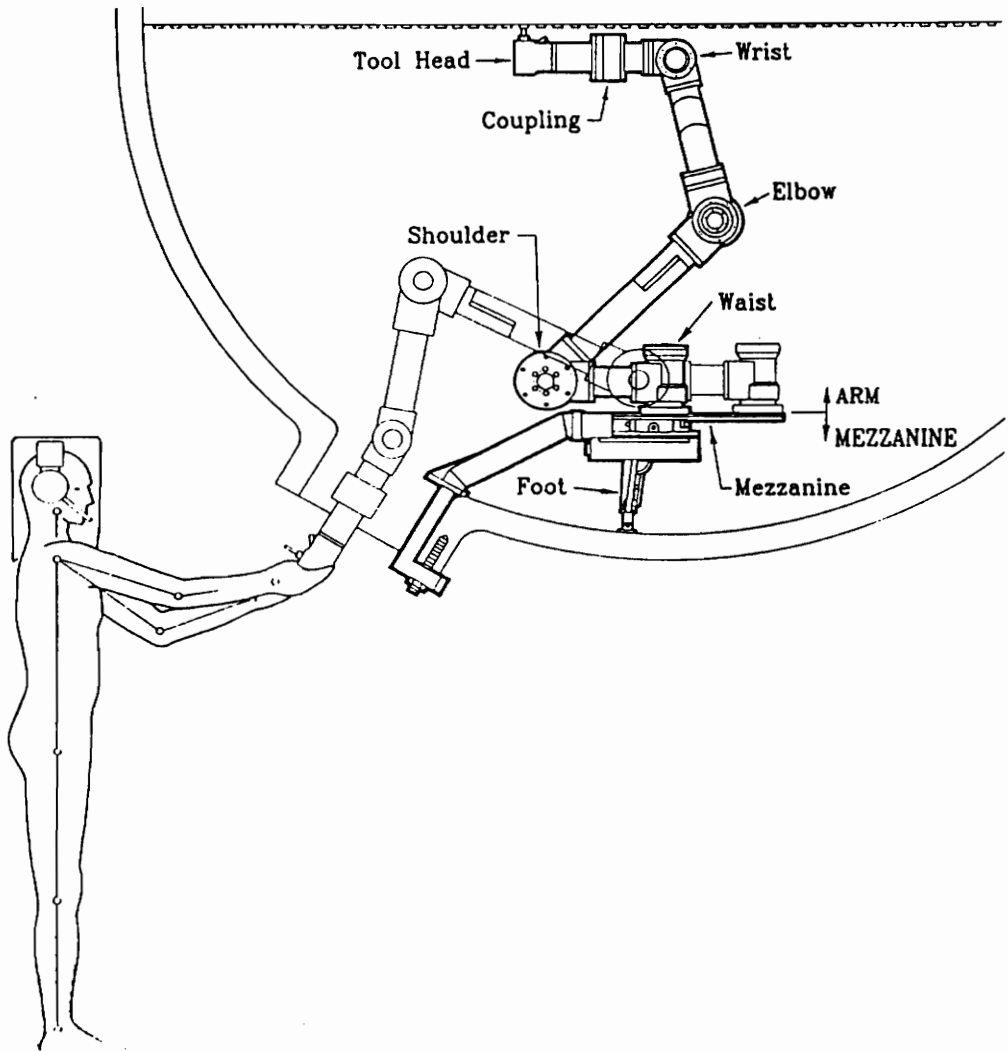 Tool Head
Wrist
Coupling
Elbow
Shoulder
Waist
ARM
MEZZANINE
Foot
Mezzanine